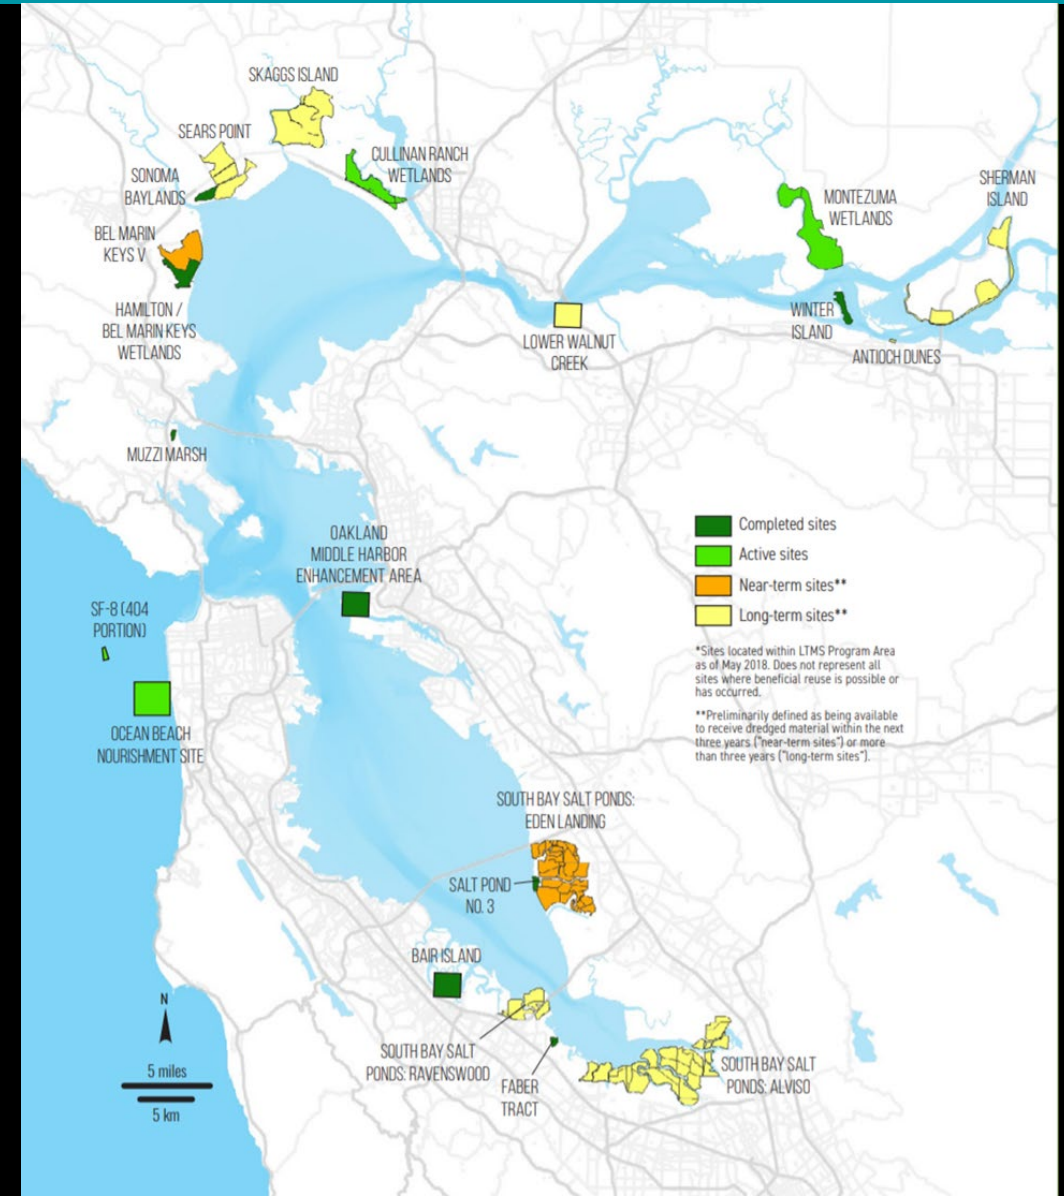 SKAGGS ISLAND
SEARS POINT
SONOMA
BAYLANDS
CULLINAN RANCH
WETLANDS
SHERMAN
ISLAND
MONTEZUMA
WETLANDS
BEL MARIN
KEYS V
HAMILTON /
BEL MARIN KEYS
WETLANDS
LOWER WALNUT
CREEK
WINTER
ISLAND
ANTIOCH DUNES
MUZZI MARSH
OAKLAND
MIDDLE HARBOR
ENHANCEMENT AREA
Completed sites
Active sites
Near-term sites**
Long-term sites**
*Sites located within LTMS Program Area
as of May 2018. Does not represent all
sites where beneficial reuse is possible or
has occurred.
**Preliminarily defined as being available
to receive dredged material within the next
three years ("near-term sites") or more
than three years ("long-term sites").
SF-8 (404
PORTION)
OCEAN BEACH
NOURISHMENT SITE
SOUTH BAY SALT PONDS:
EDEN LANDING
SALT POND
NO. 3
BAIR ISLAND
SOUTH BAY SALT
PONDS: RAVENSWOOD
FABER
TRACT
SOUTH BAY SALT
PONDS: ALVISO
N
5 miles
5 km